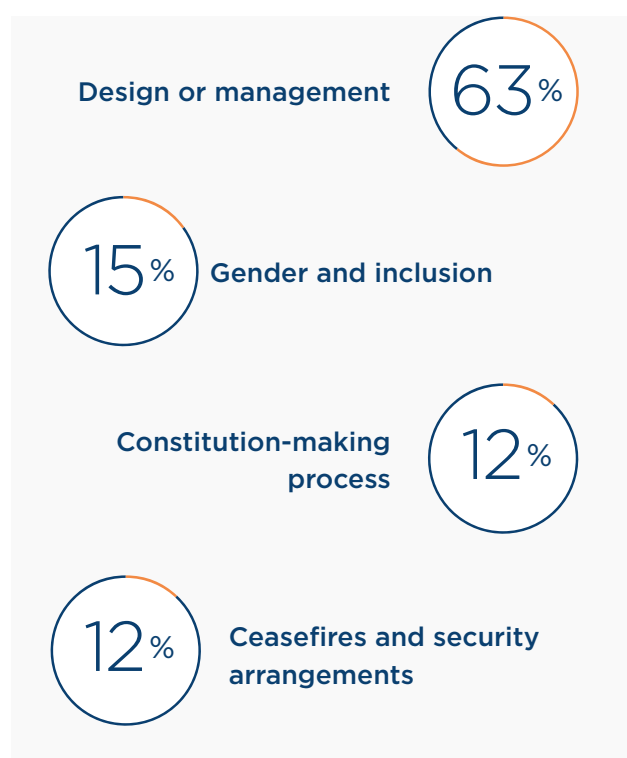 Design or management
63%
15%
Gender and inclusion
Constitution-making
process
12%
12%
Ceasefires and security
arrangements